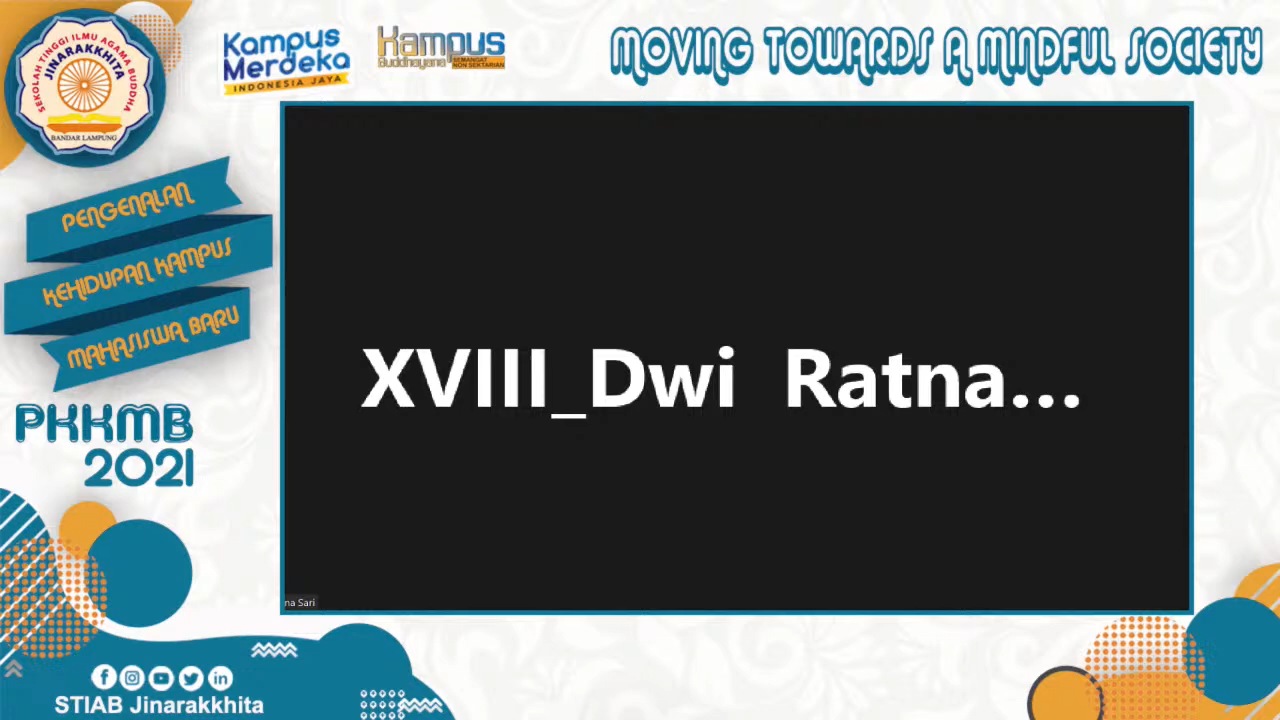 SEKOLAH TINGGI ILMU AGAMA BUDDHA
JINARAKKHITA
BANDAR LAMPUNG
Kampus
Merdeka
INDONESIA JAYA
Kampus
Buddhayana
SEMANGAT
NON SEKTARIAN
MOVING TOWARDS A MINDFUL SOCIETY
PENGENALAN
KEHIDUPAN KAMPUS
MAHASISWA BARU
PKKMB
2021
XVIII_Dwi Ratna...
na Sari
STIAB Jinarakkhita